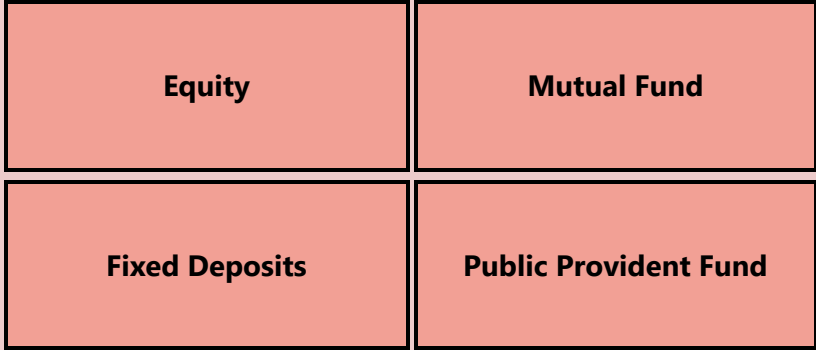 Equity
Mutual Fund
Fixed Deposits
Public Provident Fund